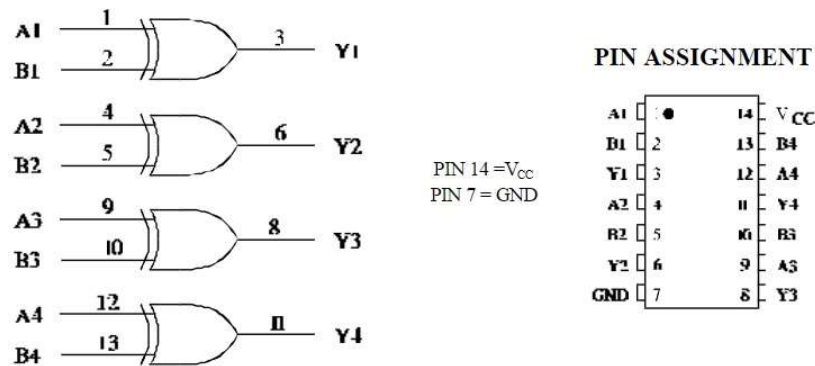 A1 1
B1 2
3 Y1
A2 4
B2 5
6 Y2
A3 9
B3 10
8 Y3
A4 12
B4 13
11 Y4
PIN 14 =VCC
PIN 7 = GND
PIN ASSIGNMENT
A1 1 14 VCC
B1 2 13 B4
Y1 3 12 A4
A2 4 11 Y4
B2 5 10 B3
Y2 6 9 A3
GND 7 8 Y3